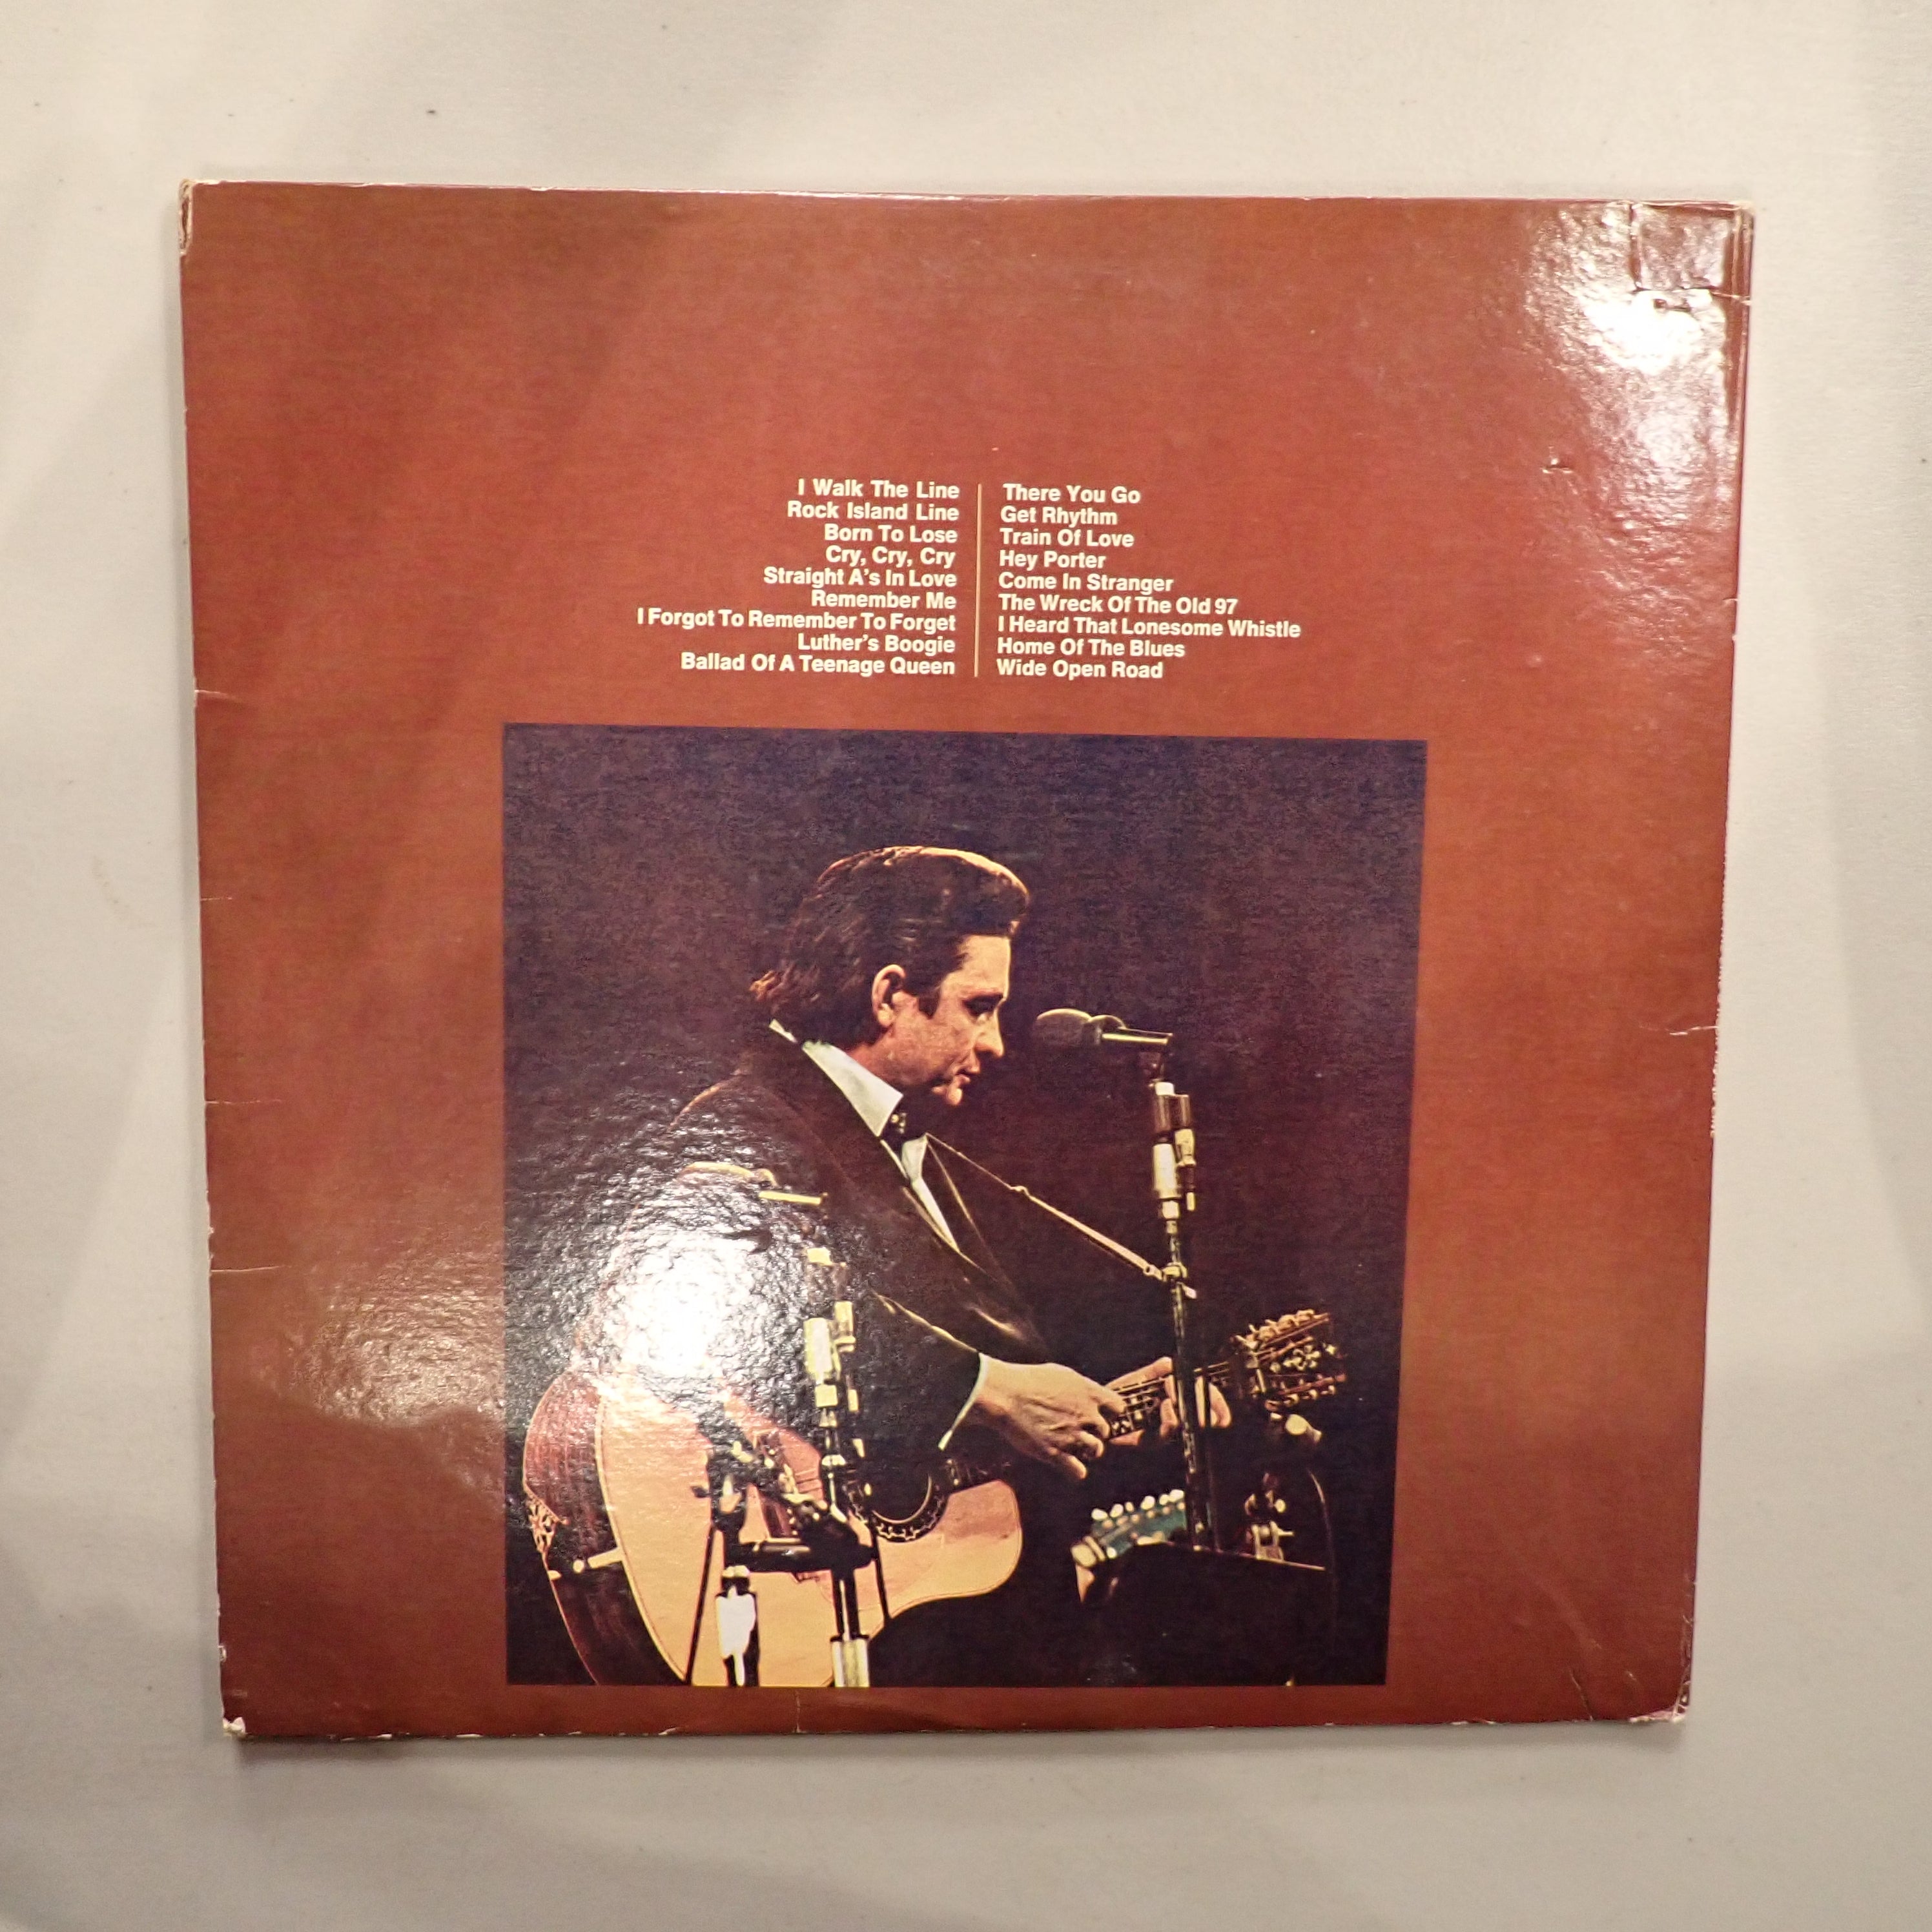 I Walk The Line
Rock Island Line
Born To Lose
Cry, Cry, Cry
Straight A's In Love
Remember Me
I Forgot To Remember To Forget
Luther's Boogie
Ballad Of A Teenage Queen
There You Go
Get Rhythm
Train Of Love
Hey Porter
Come In Stranger
The Wreck Of The Old 97
I Heard That Lonesome Whistle
Home Of The Blues
Wide Open Road